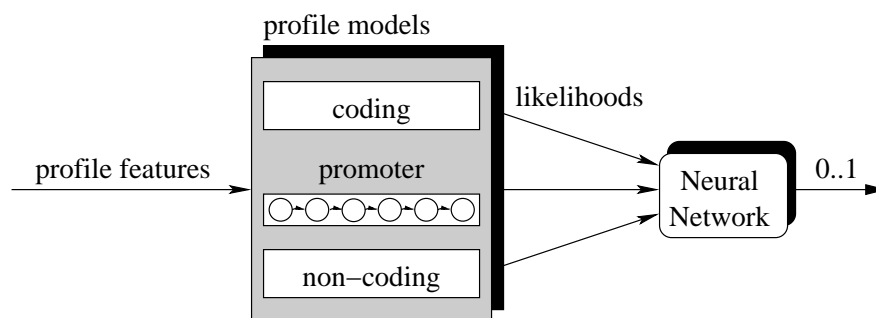 profile models
coding
likelihoods
profile features
promoter
0..1
Neural
Network
non−coding